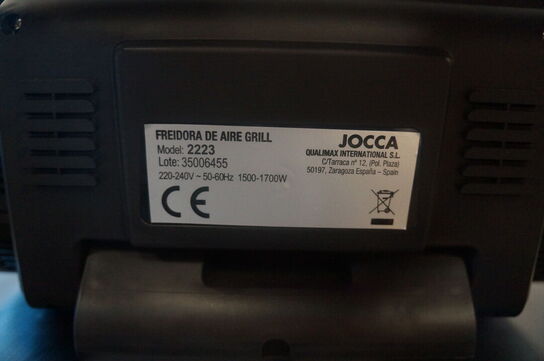 FREIDORA DE AIRE GRILL
Model: 2223
Lote: 35006455
220-240V ~ 50-60Hz 1500-1700W
CE
JOCCA
QUALIMAX INTERNATIONAL S.L.
C/Tarraca nº 12, (Pol. Plaza)
50197, Zaragoza España – Spain